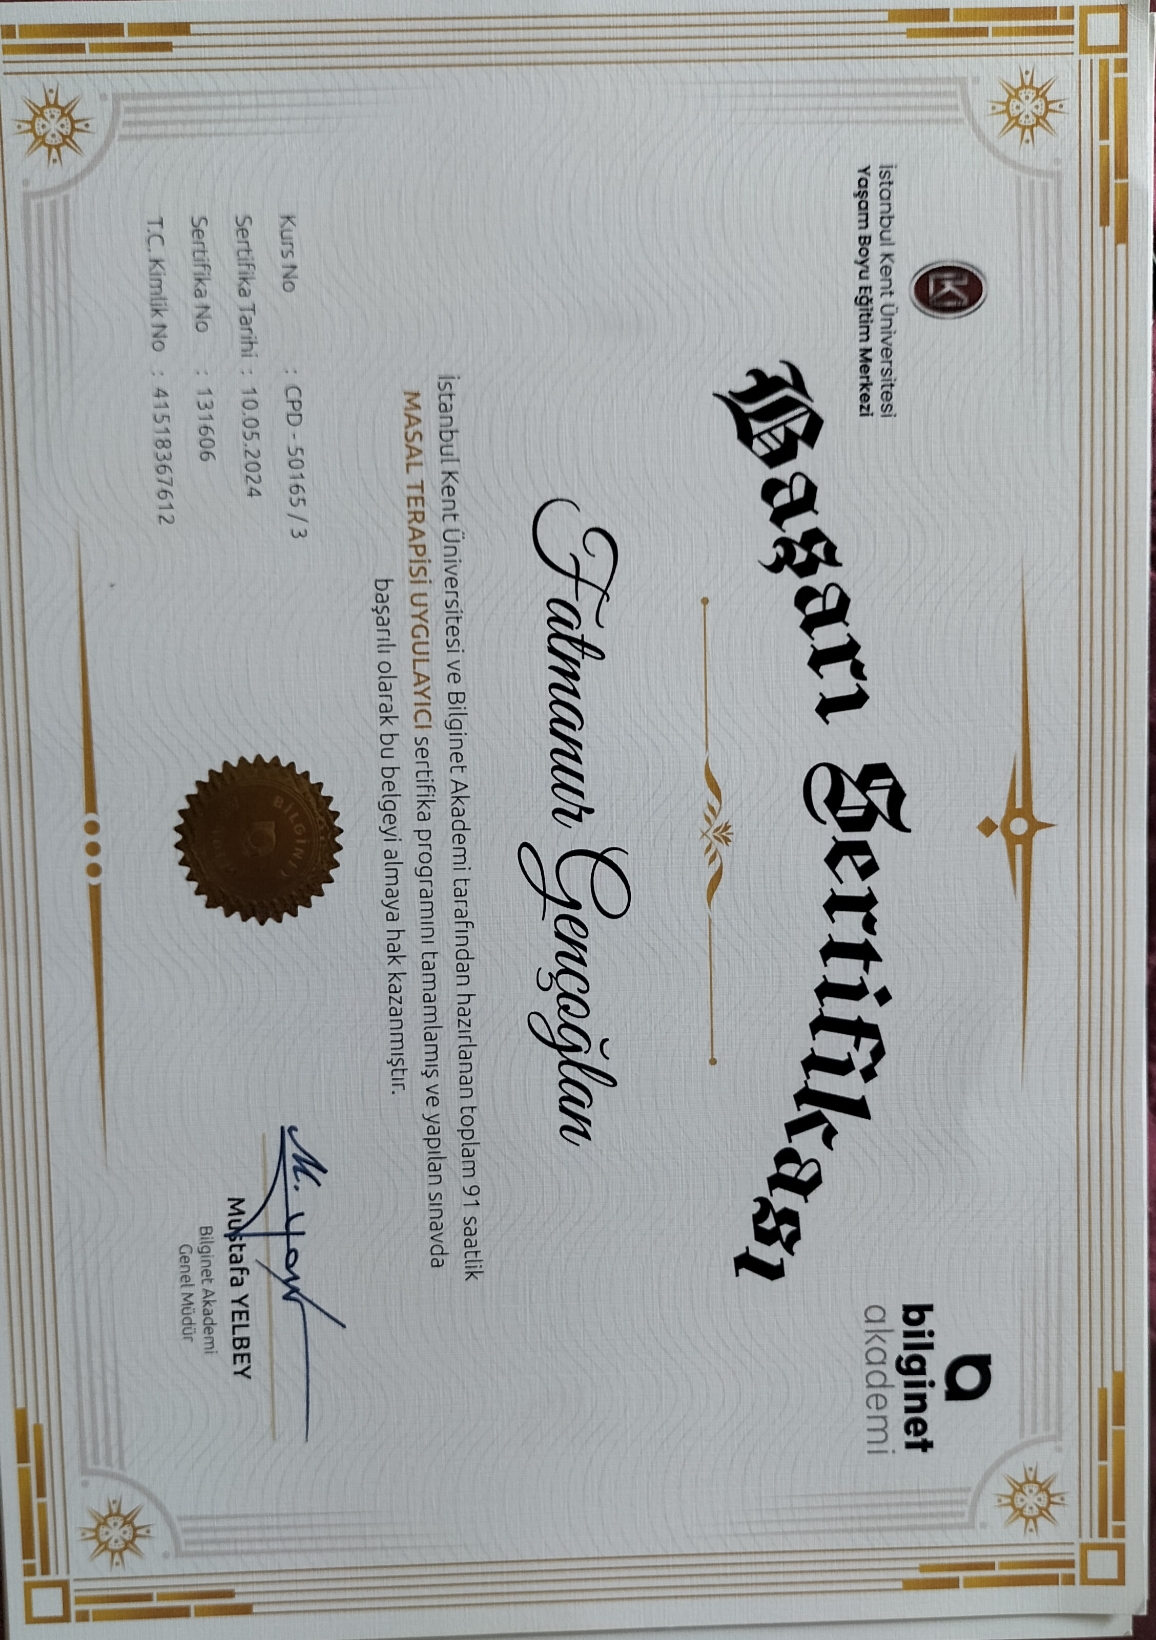 İstanbul Kent Üniversitesi
Yaşam Boyu Eğitim Merkezi
bilginet
akademi
Başarı Sertifikası
Fatmanur Gençoğlan
İstanbul Kent Üniversitesi ve Bilginet Akademi tarafından hazırlanan toplam 91 saatlik
MASAL TERAPİSİ UYGULAYICI sertifika programını tamamlamış ve yapılan sınavda
başarılı olarak bu belgeyi almaya hak kazanmıştır.
Kurs No : CPD - 50165 / 3
Sertifika Tarihi : 10.05.2024
Sertifika No : 131606
T.C. Kimlik No : 41518367612
BİLGİNET
Mustafa YELBEY
Bilginet Akademi
Genel Müdür